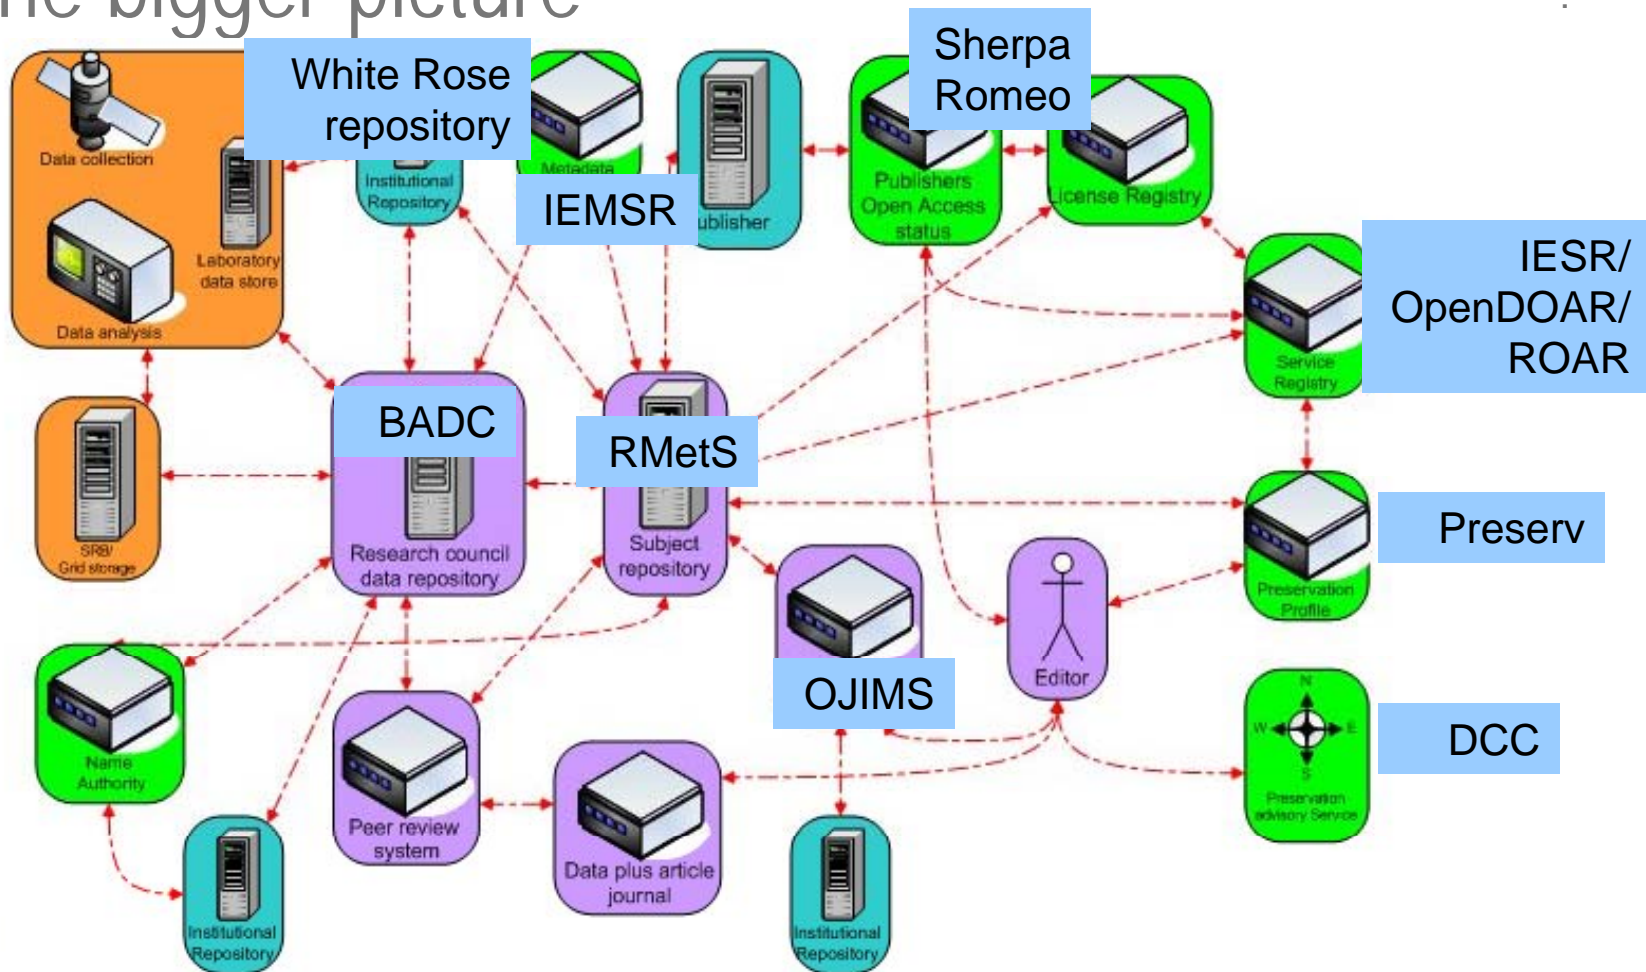 he bigger picture
White Rose
repository
Sherpa
Romeo
Data collection
Institutional
Repository
Metadata
IEMSR
ublisher
Publishers
Open Access
status
License Registry
Laboratory
data store
Data analysis
IESR/
OpenDOAR/
ROAR
Service
Registry
BADC
RMetS
SRB/
Grid storage
Research council
data repository
Subject
repository
Preserv
Preservation
Profile
Editor
OJIMS
N
W
E
S
DCC
Name
Authority
Preservation
advisory Service
Peer review
system
Data plus article
journal
Institutional
Repository
Institutional
Repository